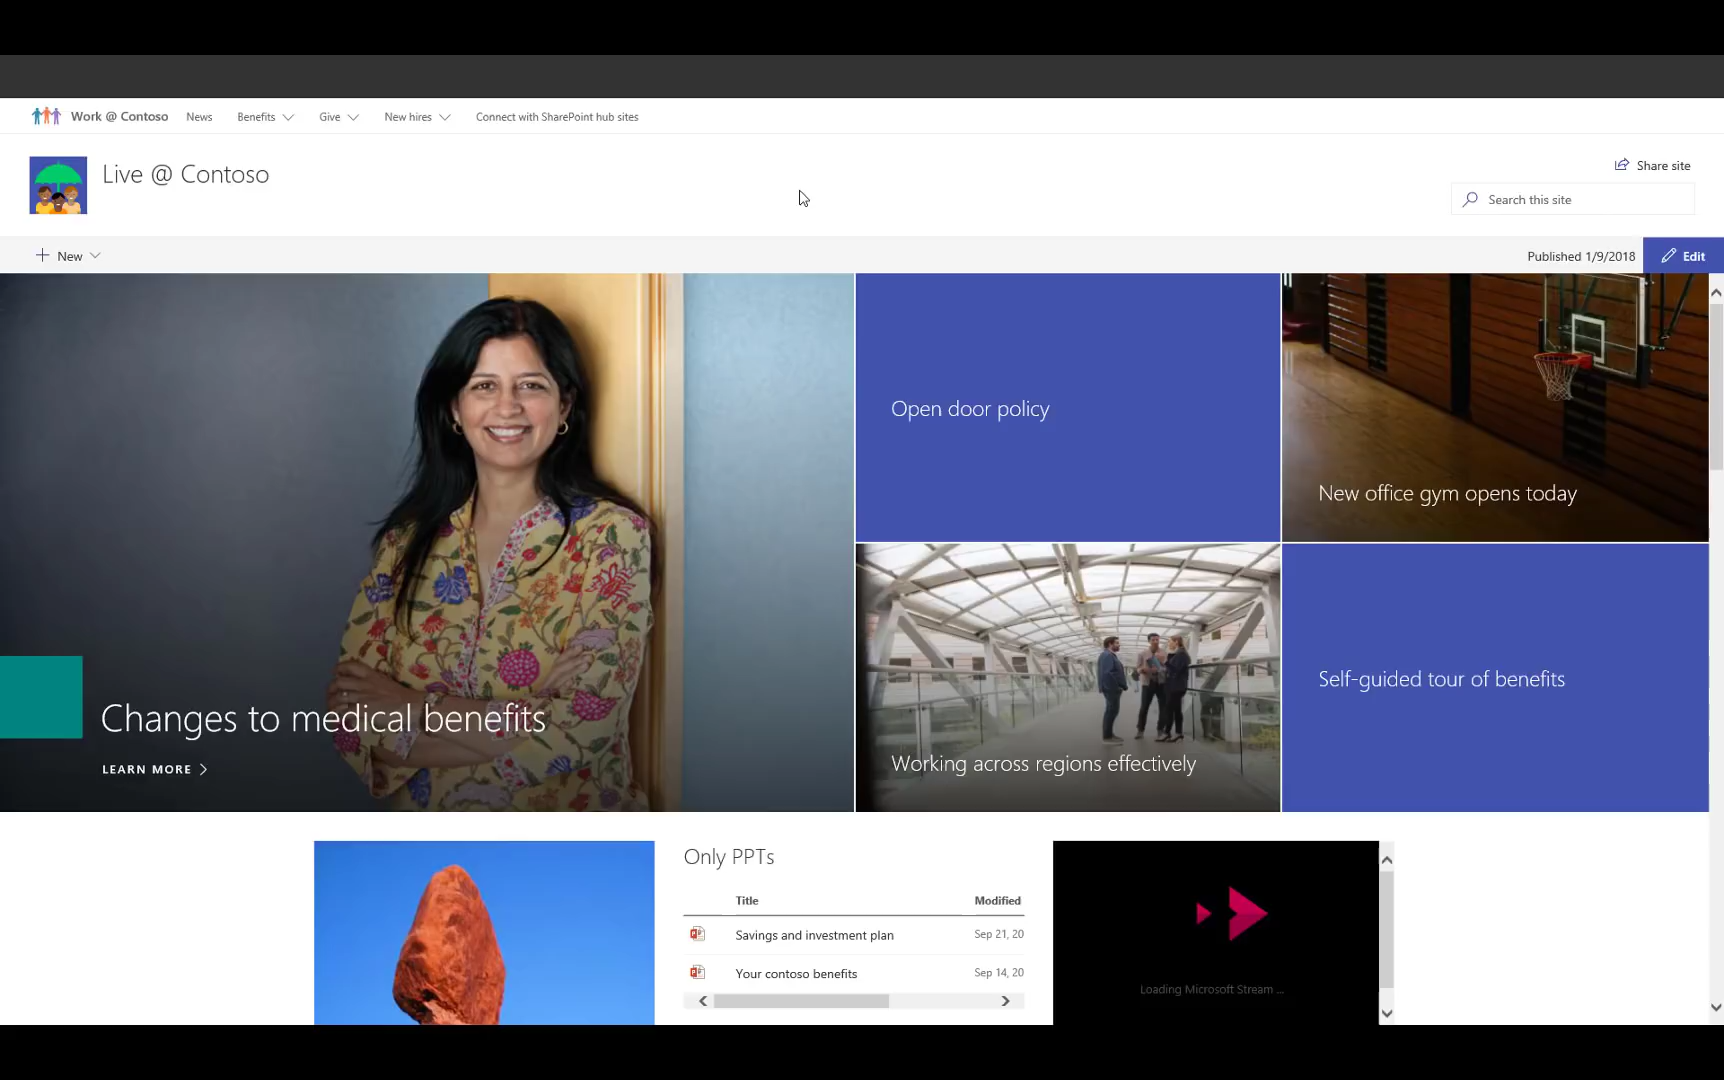 Work @ Contoso News Benefits Give New hires Connect with SharePoint hub sites
Live @ Contoso
Share site
Search this site
New
Published 1/9/2018 Edit
Open door policy
New office gym opens today
Changes to medical benefits
LEARN MORE
Working across regions effectively
Self-guided tour of benefits
Only PPTs
Title Modified
Savings and investment plan Sep 21, 20
Your contoso benefits Sep 14, 20
Loading Microsoft Stream ...